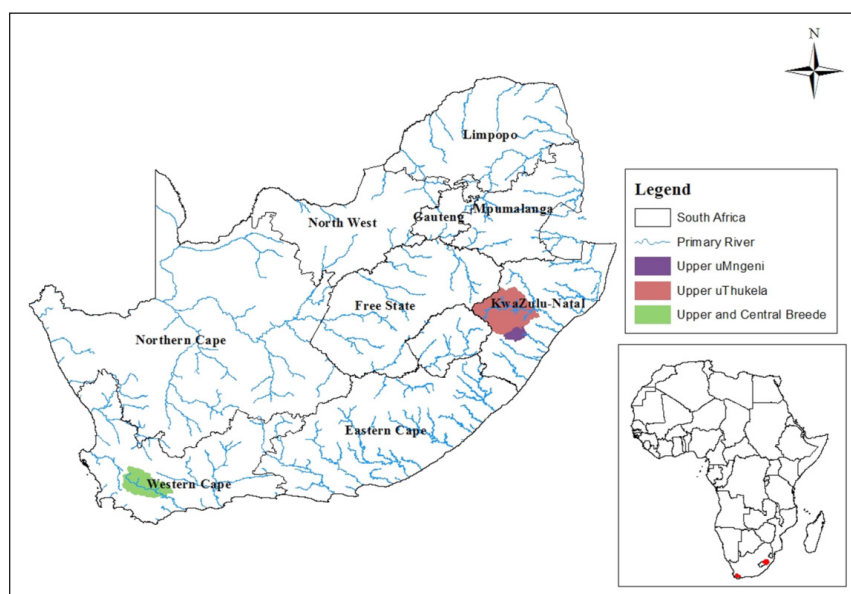 N
Limpopo
North West
Gauteng
Mpumalanga
Free State
KwaZulu-Natal
Northern Cape
Eastern Cape
Western Cape
Legend
South Africa
Primary River
Upper uMngeni
Upper uThukela
Upper and Central Breede